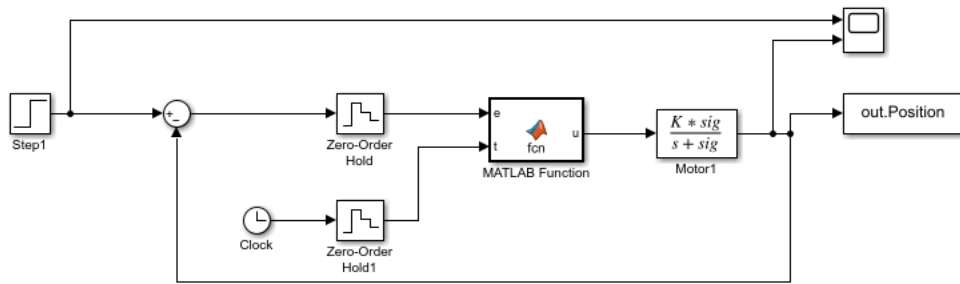 Step1
+
−
Zero-Order
Hold
e
t
fcn
u
MATLAB Function
K * sig
s + sig
Motor1
out.Position
Clock
Zero-Order
Hold1